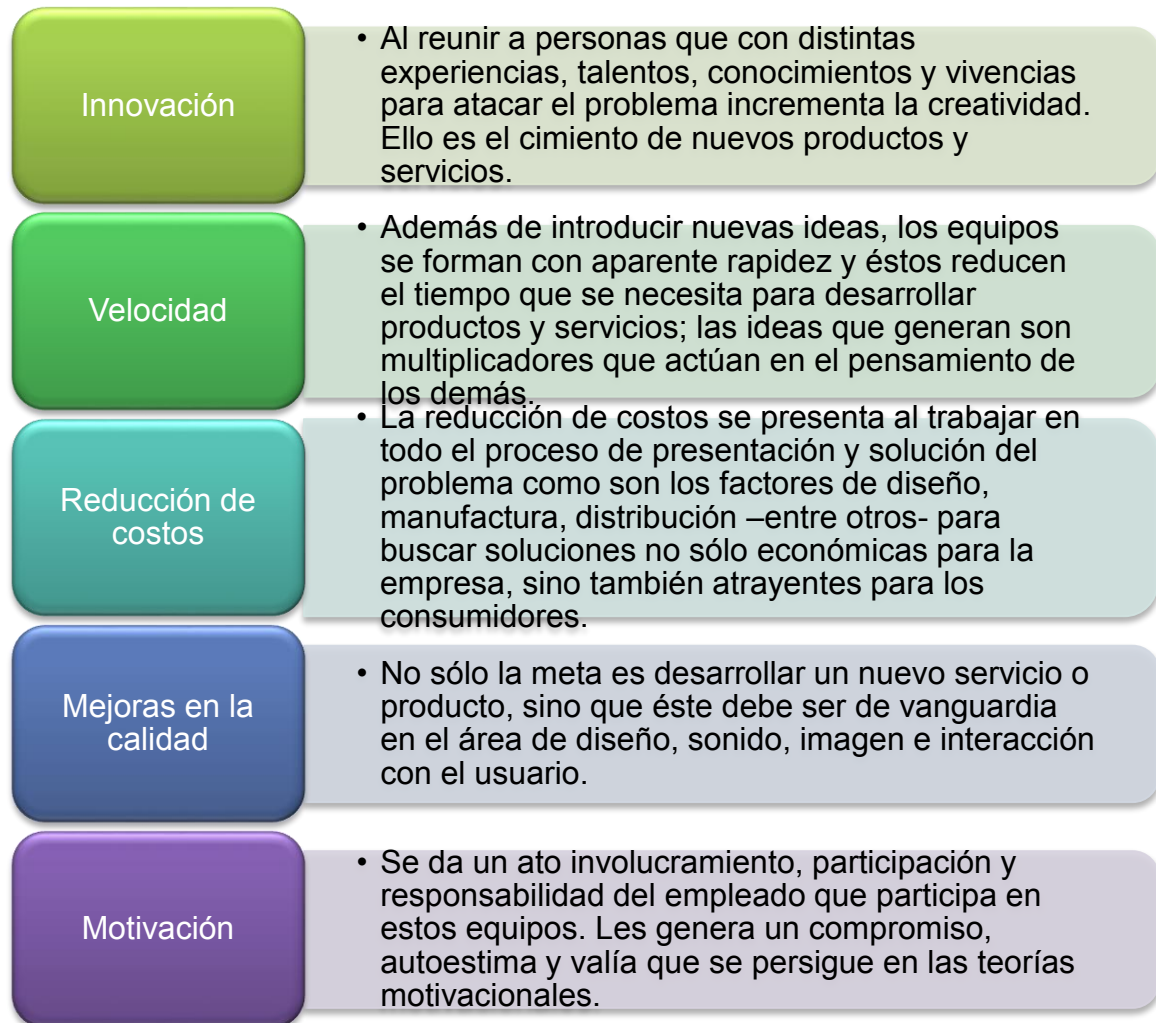 Innovación
• Al reunir a personas que con distintas
experiencias, talentos, conocimientos y vivencias
para atacar el problema incrementa la creatividad.
Ello es el cimiento de nuevos productos y
servicios.
Velocidad
• Además de introducir nuevas ideas, los equipos
se forman con aparente rapidez y éstos reducen
el tiempo que se necesita para desarrollar
productos y servicios; las ideas que generan son
multiplicadores que actúan en el pensamiento de
los demás.
Reducción de
costos
• La reducción de costos se presenta al trabajar en
todo el proceso de presentación y solución del
problema como son los factores de diseño,
manufactura, distribución –entre otros- para
buscar soluciones no sólo económicas para la
empresa, sino también atrayentes para los
consumidores.
Mejoras en la
calidad
• No sólo la meta es desarrollar un nuevo servicio o
producto, sino que éste debe ser de vanguardia
en el área de diseño, sonido, imagen e interacción
con el usuario.
Motivación
• Se da un ato involucramiento, participación y
responsabilidad del empleado que participa en
estos equipos. Les genera un compromiso,
autoestima y valía que se persigue en las teorías
motivacionales.